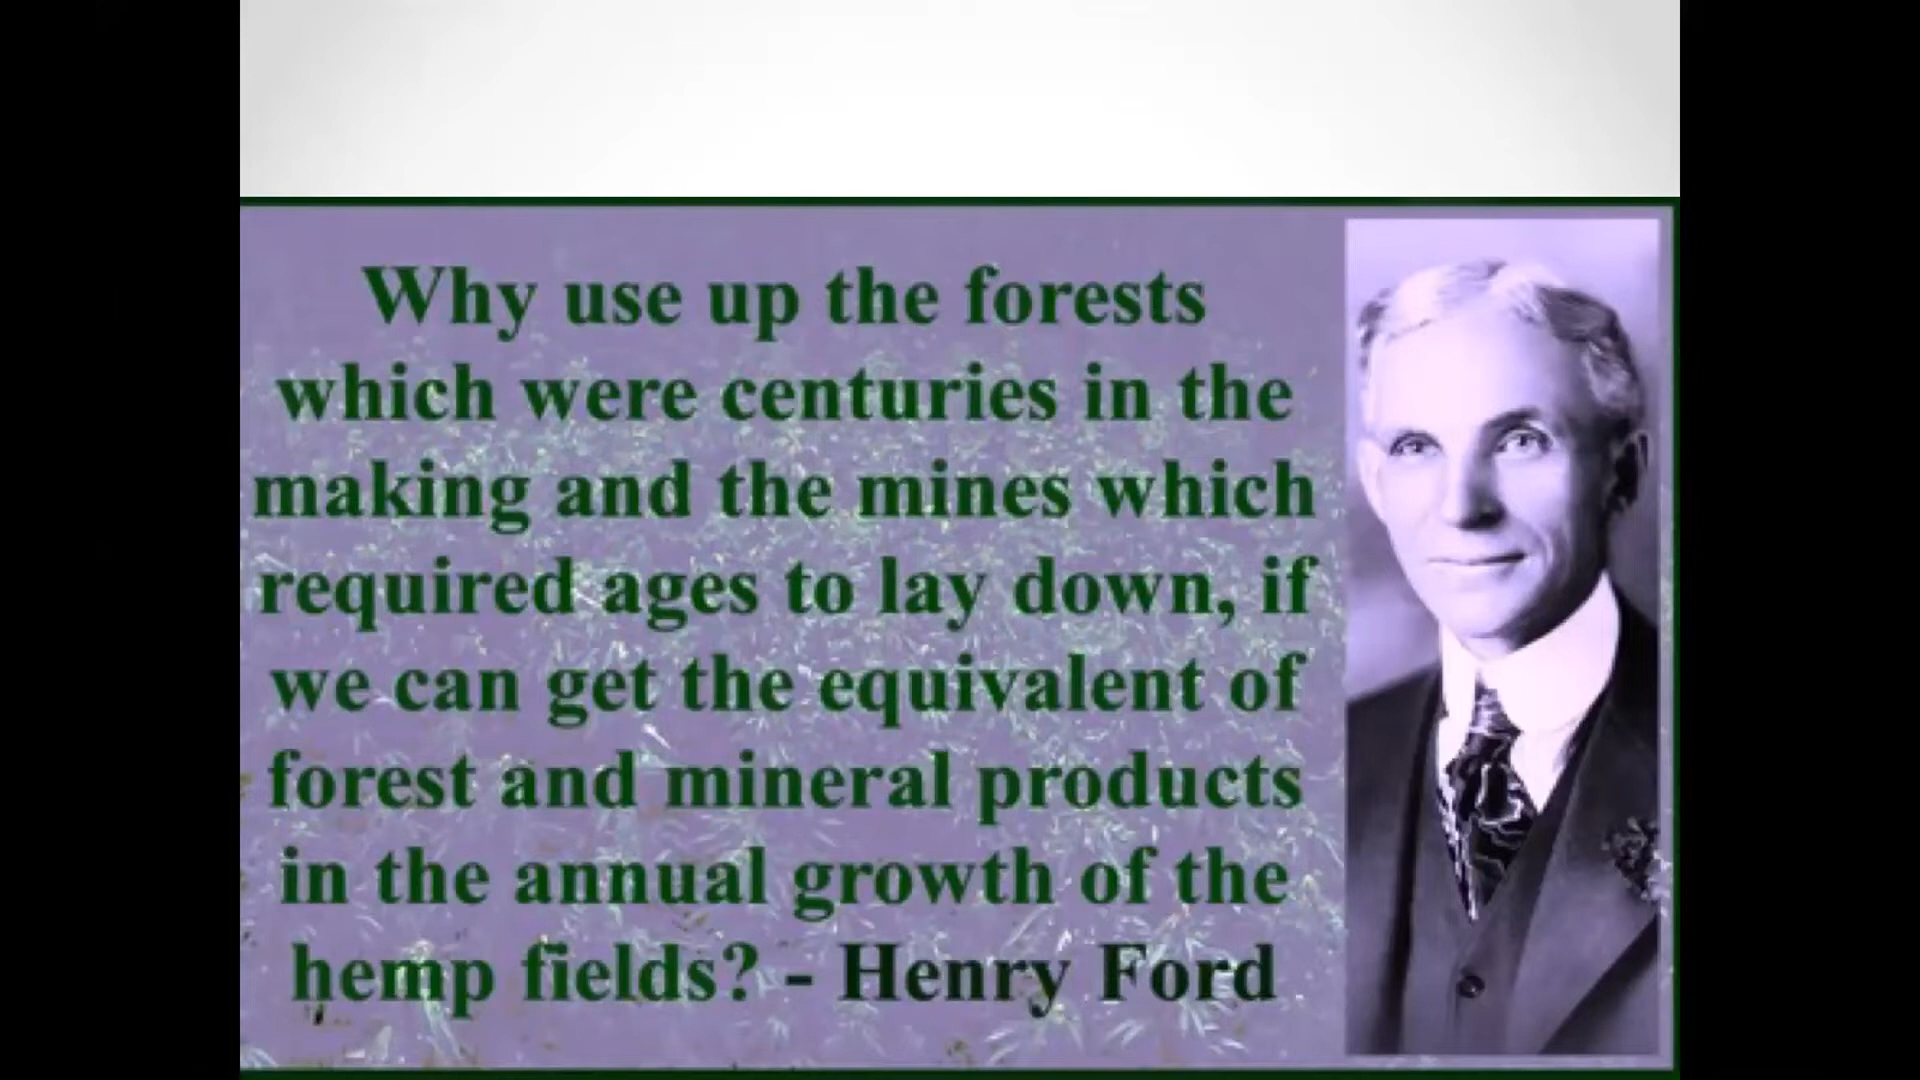 Why use up the forests
which were centuries in the
making and the mines which
required ages to lay down, if
we can get the equivalent of
forest and mineral products
in the annual growth of the
hemp fields? - Henry Ford